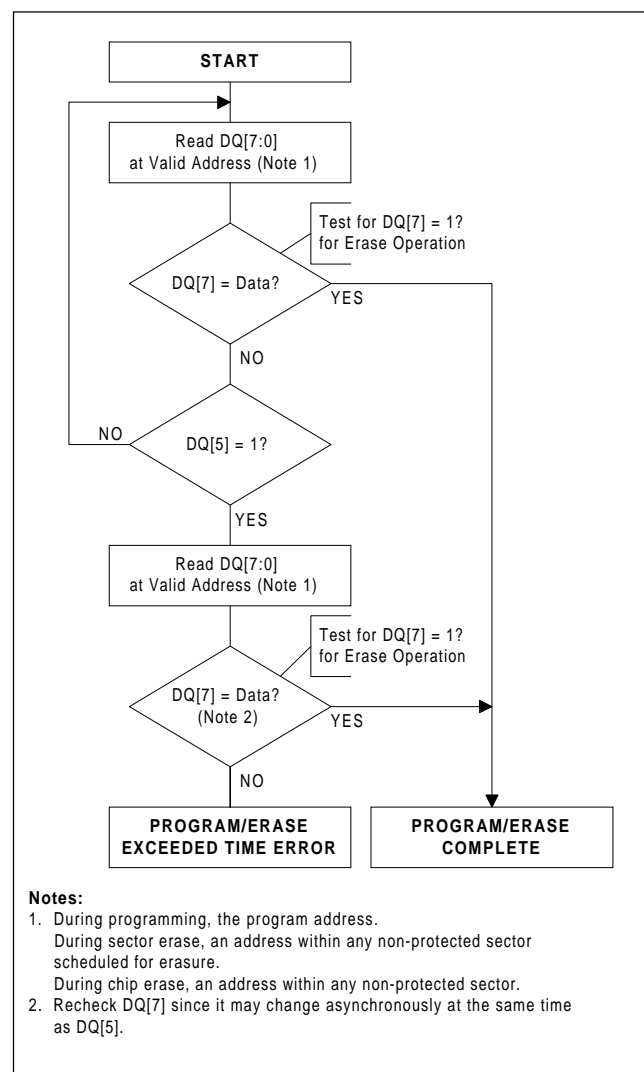 START
Read DQ[7:0]
at Valid Address (Note 1)
Test for DQ[7] = 1?
for Erase Operation
DQ[7] = Data?
YES
NO
NO
DQ[5] = 1?
YES
Read DQ[7:0]
at Valid Address (Note 1)
Test for DQ[7] = 1?
for Erase Operation
DQ[7] = Data?
(Note 2)
YES
NO
PROGRAM/ERASE
EXCEEDED TIME ERROR
PROGRAM/ERASE
COMPLETE
Notes:
1. During programming, the program address.
During sector erase, an address within any non-protected sector
scheduled for erasure.
During chip erase, an address within any non-protected sector.
2. Recheck DQ[7] since it may change asynchronously at the same time
as DQ[5].